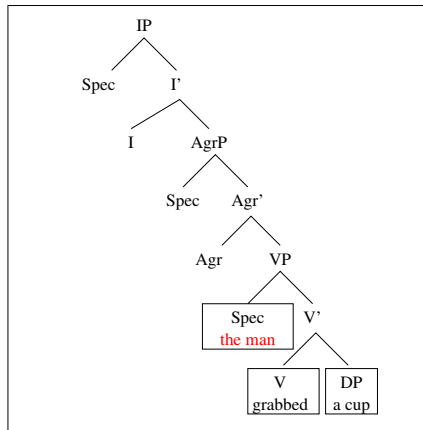 IP
Spec I'
I AgrP
Spec Agr'
Agr VP
Spec V'
the man
V DP
grabbed a cup